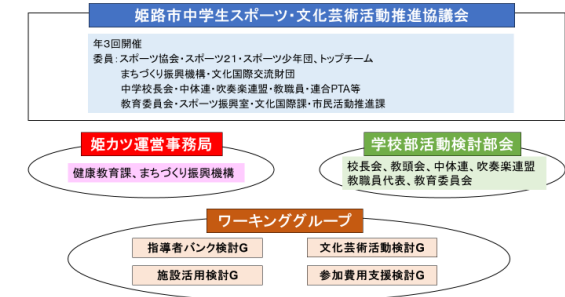 姫路市中学生スポーツ・文化芸術活動推進協議会
年3回開催
委員：スポーツ協会・スポーツ21・スポーツ少年団、トップチーム
まちづくり振興機構・文化国際交流財団
中学校長会・中体連・吹奏楽連盟・教職員・連合PTA等
教育委員会・スポーツ振興室・文化国際課・市民活動推進課
姫カツ運営事務局
健康教育課、まちづくり振興機構
学校部活動検討部会
校長会、教頭会、中体連、吹奏楽連盟
教職員代表、教育委員会
ワーキンググループ
指導者バンク検討G
文化芸術活動検討G
施設活用検討G
参加費用支援検討G